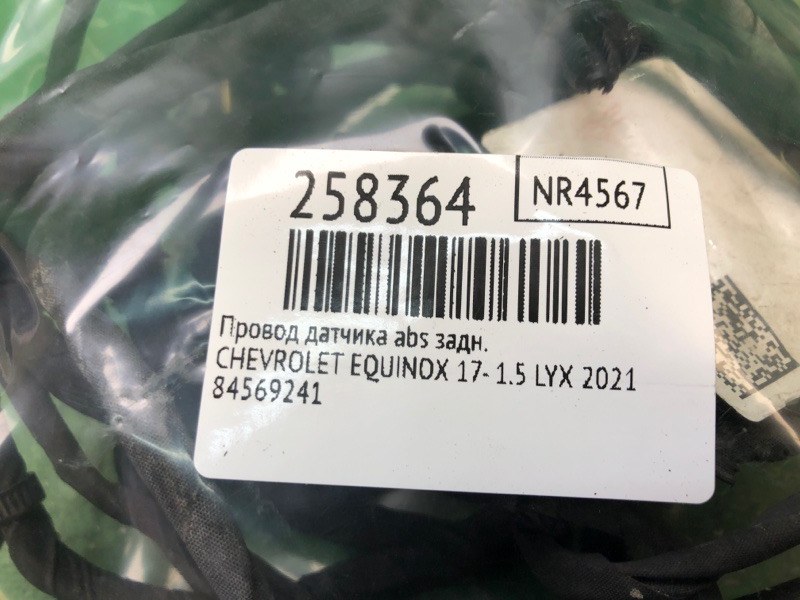 258364
NR4567
Провод датчика abs задн.
CHEVROLET EQUINOX 17- 1.5 LYX 2021
84569241